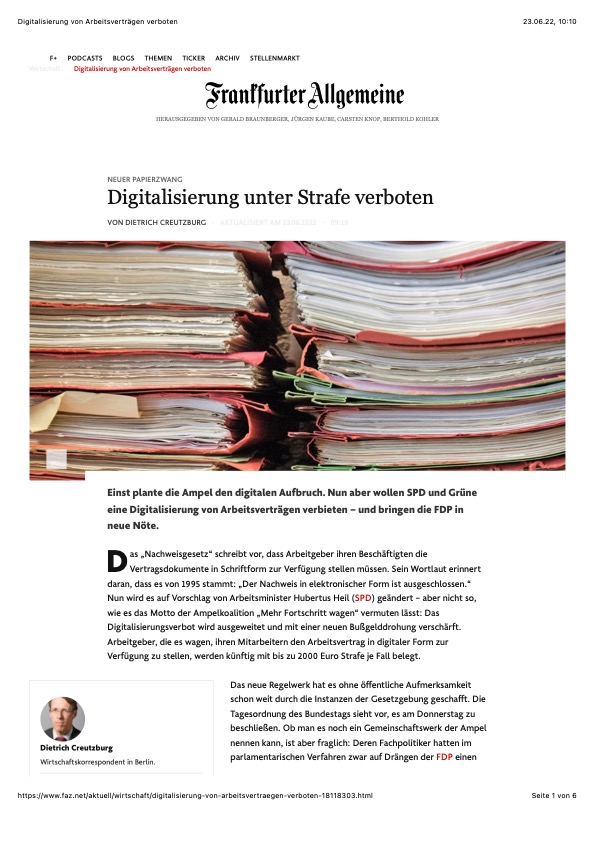 Digitalisierung von Arbeitsverträgen verboten 23.06.22, 10:10
F+ PODCASTS BLOGS THEMEN TICKER ARCHIV STELLENMARKT
Wirtschaft Digitalisierung von Arbeitsverträgen verboten
Frankfurter Allgemeine
HERAUSGEGEBEN VON GERALD BRAUNBERGER, JÜRGEN KAUBE, CARSTEN KNOP, BERTHOLD KOHLER
NEUER PAPIERZWANG
Digitalisierung unter Strafe verboten
VON DIETRICH CREUTZBURG AKTUALISIERT AM 23.06.2022 - 09:28
Einst plante die Ampel den digitalen Aufbruch. Nun aber wollen SPD und Grüne
eine Digitalisierung von Arbeitsverträgen verbieten – und bringen die FDP in
neue Nöte.
Das „Nachweisgesetz“ schreibt vor, dass Arbeitgeber ihren Beschäftigten die
Vertragsdokumente in Schriftform zur Verfügung stellen müssen. Sein Wortlaut erinnert
daran, dass es von 1995 stammt: „Der Nachweis in elektronischer Form ist ausgeschlossen.“
Nun wird es auf Vorschlag von Arbeitsminister Hubertus Heil (SPD) geändert – aber nicht so,
wie es das Motto der Ampelkoalition „Mehr Fortschritt wagen“ vermuten lässt: Das
Digitalisierungsverbot wird ausgeweitet und mit einer neuen Bußgelddrohung verschärft.
Arbeitgeber, die es wagen, ihren Mitarbeitern den Arbeitsvertrag in digitaler Form zur
Verfügung zu stellen, werden künftig mit bis zu 2000 Euro Strafe je Fall belegt.
Dietrich Creutzburg
Wirtschaftskorrespondent in Berlin.
Das neue Regelwerk hat es ohne öffentliche Aufmerksamkeit
schon weit durch die Instanzen der Gesetzgebung geschafft. Die
Tagesordnung des Bundestags sieht vor, es am Donnerstag zu
beschließen. Ob man es noch ein Gemeinschaftswerk der Ampel
nennen kann, ist aber fraglich: Deren Fachpolitiker hatten im
parlamentarischen Verfahren zwar auf Drängen der FDP einen
https://www.faz.net/aktuell/wirtschaft/digitalisierung-von-arbeitsvertraegen-verboten-18118303.html Seite 1 von 6